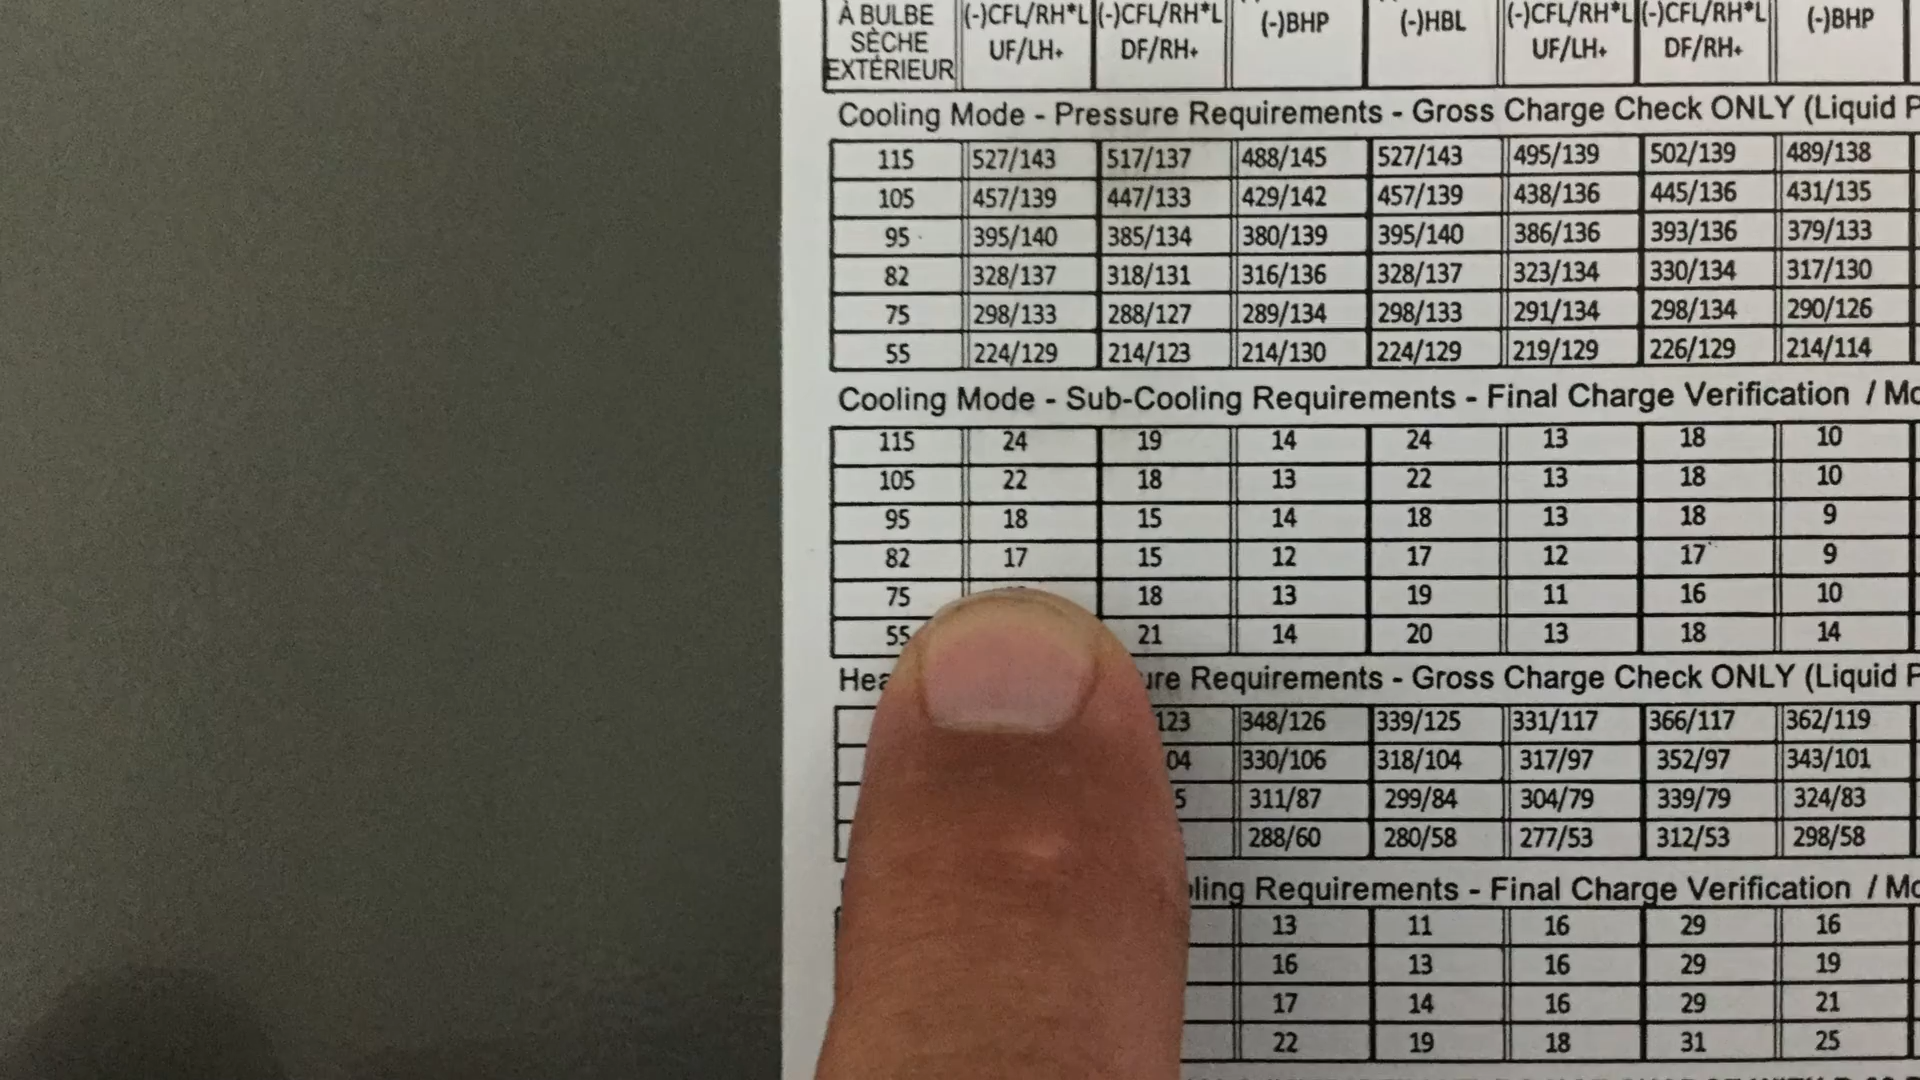 À BULBE (-)CFL/RH*L (-)CFL/RH*L (-)BHP (-)HBL (-)CFL/RH*L (-)CFL/RH*L (-)BHP
SÈCHE UF/LH+ DF/RH+ UF/LH+ DF/RH+
EXTÉRIEUR
Cooling Mode - Pressure Requirements - Gross Charge Check ONLY (Liquid P
115 527/143 517/137 488/145 527/143 495/139 502/139 489/138
105 457/139 447/133 429/142 457/139 438/136 445/136 431/135
95 395/140 385/134 380/139 395/140 386/136 393/136 379/133
82 328/137 318/131 316/136 328/137 323/134 330/134 317/130
75 298/133 288/127 289/134 298/133 291/134 298/134 290/126
55 224/129 214/123 214/130 224/129 219/129 226/129 214/114
Cooling Mode - Sub-Cooling Requirements - Final Charge Verification / Mo
115 24 19 14 24 13 18 10
105 22 18 13 22 13 18 10
95 18 15 14 18 13 18 9
82 17 15 12 17 12 17 9
75 18 13 19 11 16 10
55 21 14 20 13 18 14
Hea ure Requirements - Gross Charge Check ONLY (Liquid P
123 348/126 339/125 331/117 366/117 362/119
04 330/106 318/104 317/97 352/97 343/101
5 311/87 299/84 304/79 339/79 324/83
288/60 280/58 277/53 312/53 298/58
ling Requirements - Final Charge Verification / Mo
13 11 16 29 16
16 13 16 29 19
17 14 16 29 21
22 19 18 31 25